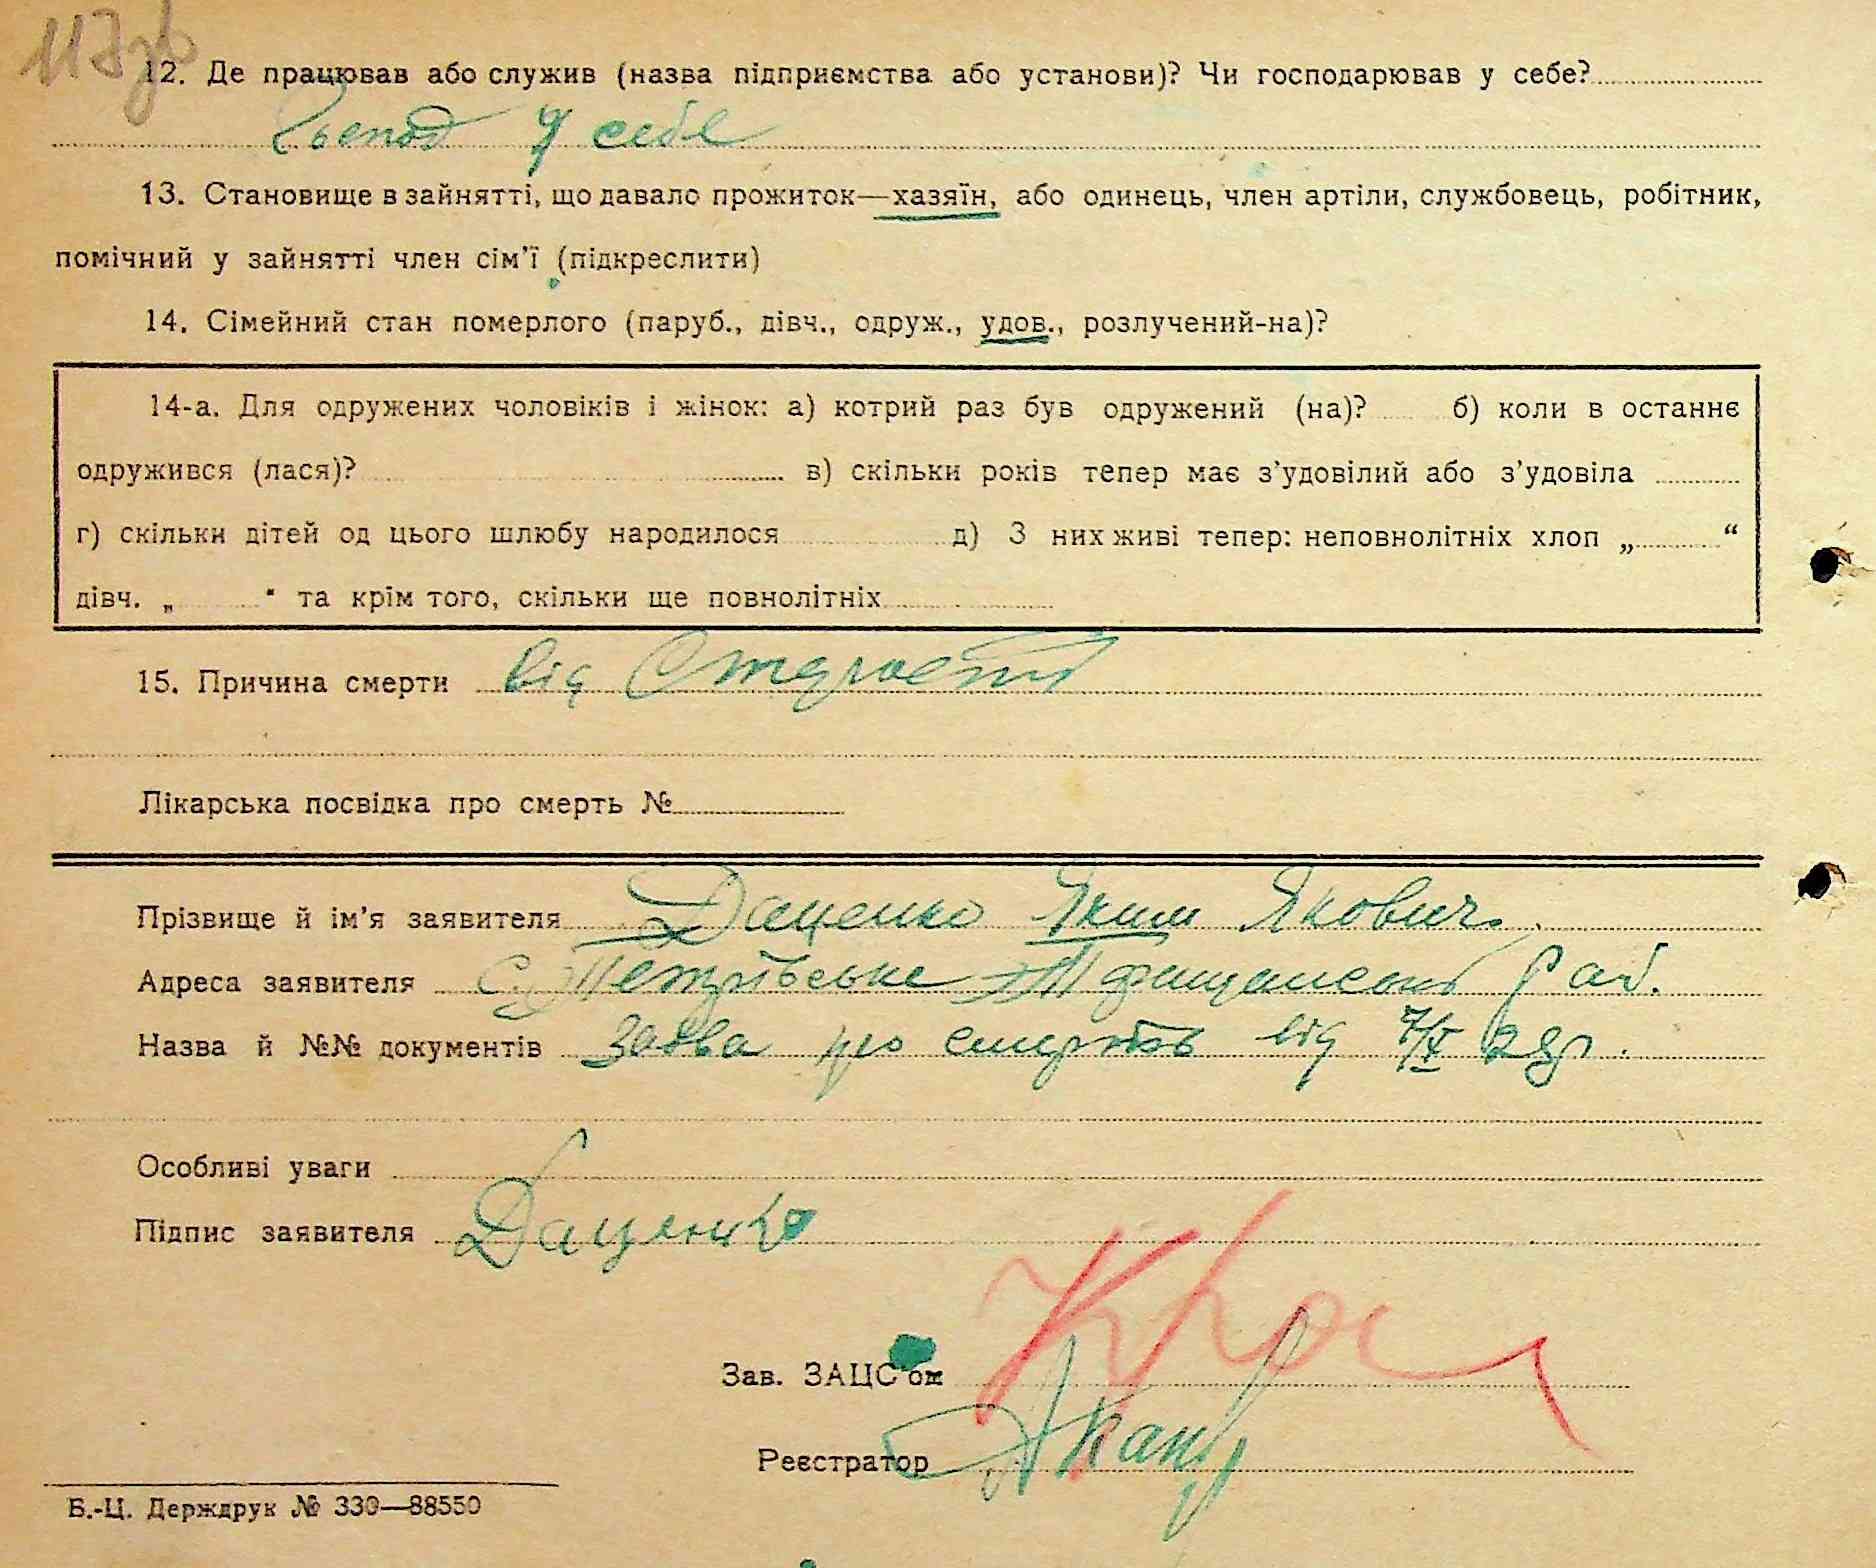 117зв
12. Де працював або служив (назва підприємства або установи)? Чи господарював у себе?
Господ у себе
13. Становище в зайнятті, що давало прожиток—хазяїн, або одинець, член артіли, службовець, робітник,
помічний у зайнятті член сім'ї (підкреслити)
14. Сімейний стан померлого (паруб., дівч., одруж., удов., розлучений-на)?
14-а. Для одружених чоловіків і жінок: а) котрий раз був одружений (на)? б) коли в останнє
одружився (лася)? в) скільки років тепер має з'удовілий або з'удовіла
г) скільки дітей од цього шлюбу народилося д) З них живі тепер: неповнолітніх хлоп „ “
дівч. „ “ та крім того, скільки ще повнолітніх
15. Причина смерти від Старости
Лікарська посвідка про смерть №
Прізвище й ім'я заявителя Даценко Яким Якович
Адреса заявителя с. Петрівське
Назва й №№ документів Заява про смерть від 7/X 28р.
Особливі уваги
Підпис заявителя Даценко
Зав. ЗАЦС'ом
Реєстратор
Б.-Ц. Держдрук № 330—88550